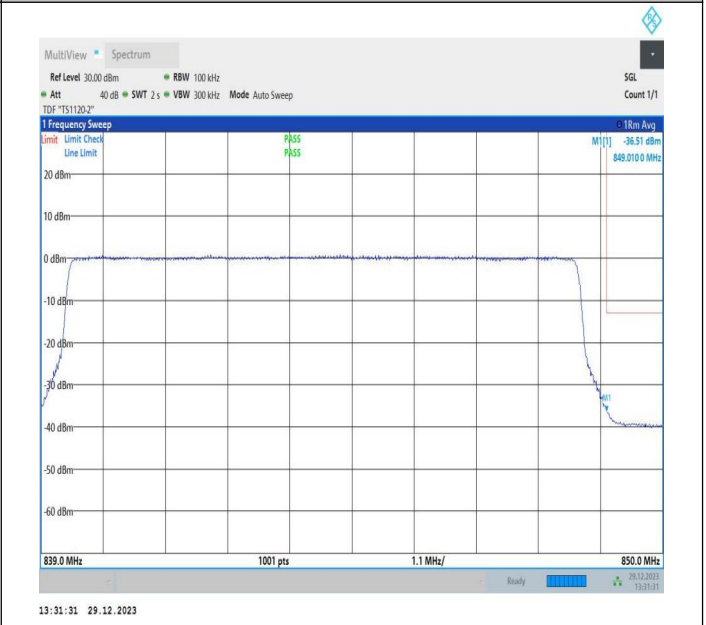 MultiView Spectrum
Ref Level 30.00 dBm RBW 100 kHz SGL
Att 40 dB SWT 2 s VBW 300 kHz Mode Auto Sweep Count 1/1
TDF "TS1120-2"
1 Frequency Sweep 1Rm Avg
Limit Limit Check PASS M1[1] -36.51 dBm
Line Limit PASS 849.010 0 MHz
20 dBm
10 dBm
0 dBm
-10 dBm
-20 dBm
-30 dBm
M1
-40 dBm
-50 dBm
-60 dBm
839.0 MHz 1001 pts 1.1 MHz/ 850.0 MHz
Ready 29.12.2023
13:31:31
13:31:31 29.12.2023